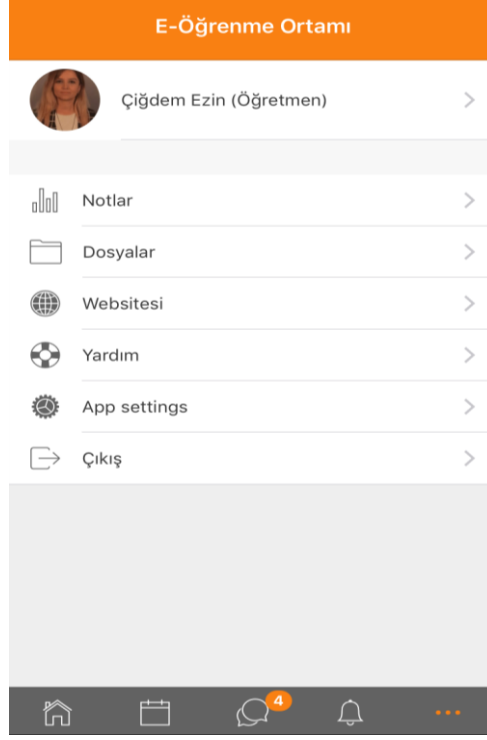 E-Öğrenme Ortamı
Çiğdem Ezin (Öğretmen)
Notlar
Dosyalar
Websitesi
Yardım
App settings
Çıkış
4